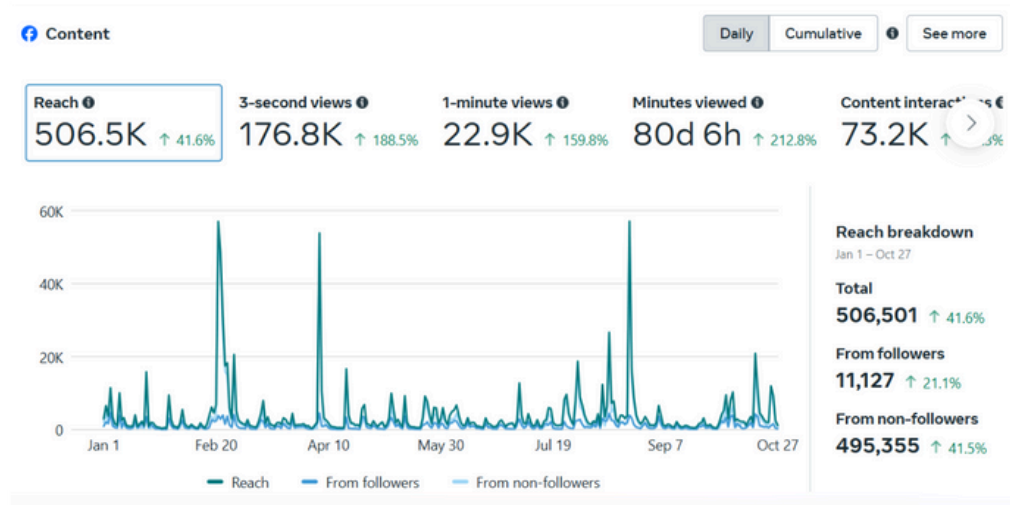 Content
Daily Cumulative See more
Reach 3-second views 1-minute views Minutes viewed Content
506.5K ↑ 41.6% 176.8K ↑ 188.5% 22.9K ↑ 159.8% 80d 6h ↑ 212.8% 73.2K ↑
60K
40K
20K
0
Jan 1 Feb 20 Apr 10 May 30 Jul 19 Sep 7 Oct 27
Reach From followers From non-followers
Reach breakdown
Jan 1 – Oct 27
Total
506,501 ↑ 41.6%
From followers
11,127 ↑ 21.1%
From non-followers
495,355 ↑ 41.5%